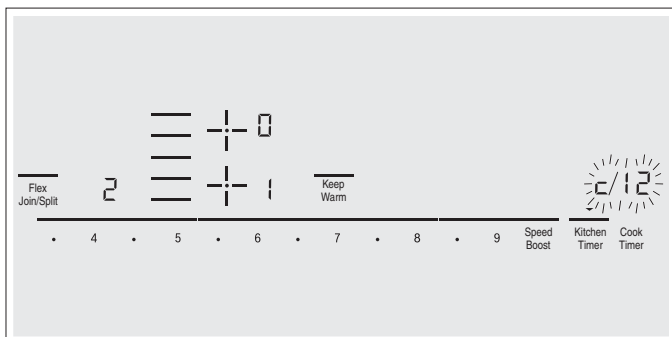 0
Flex
Join/Split
2
1
Keep
Warm
c/12
. 4 . 5 . 6 . 7 . 8 . 9
Speed
Boost
Kitchen
Timer
Cook
Timer